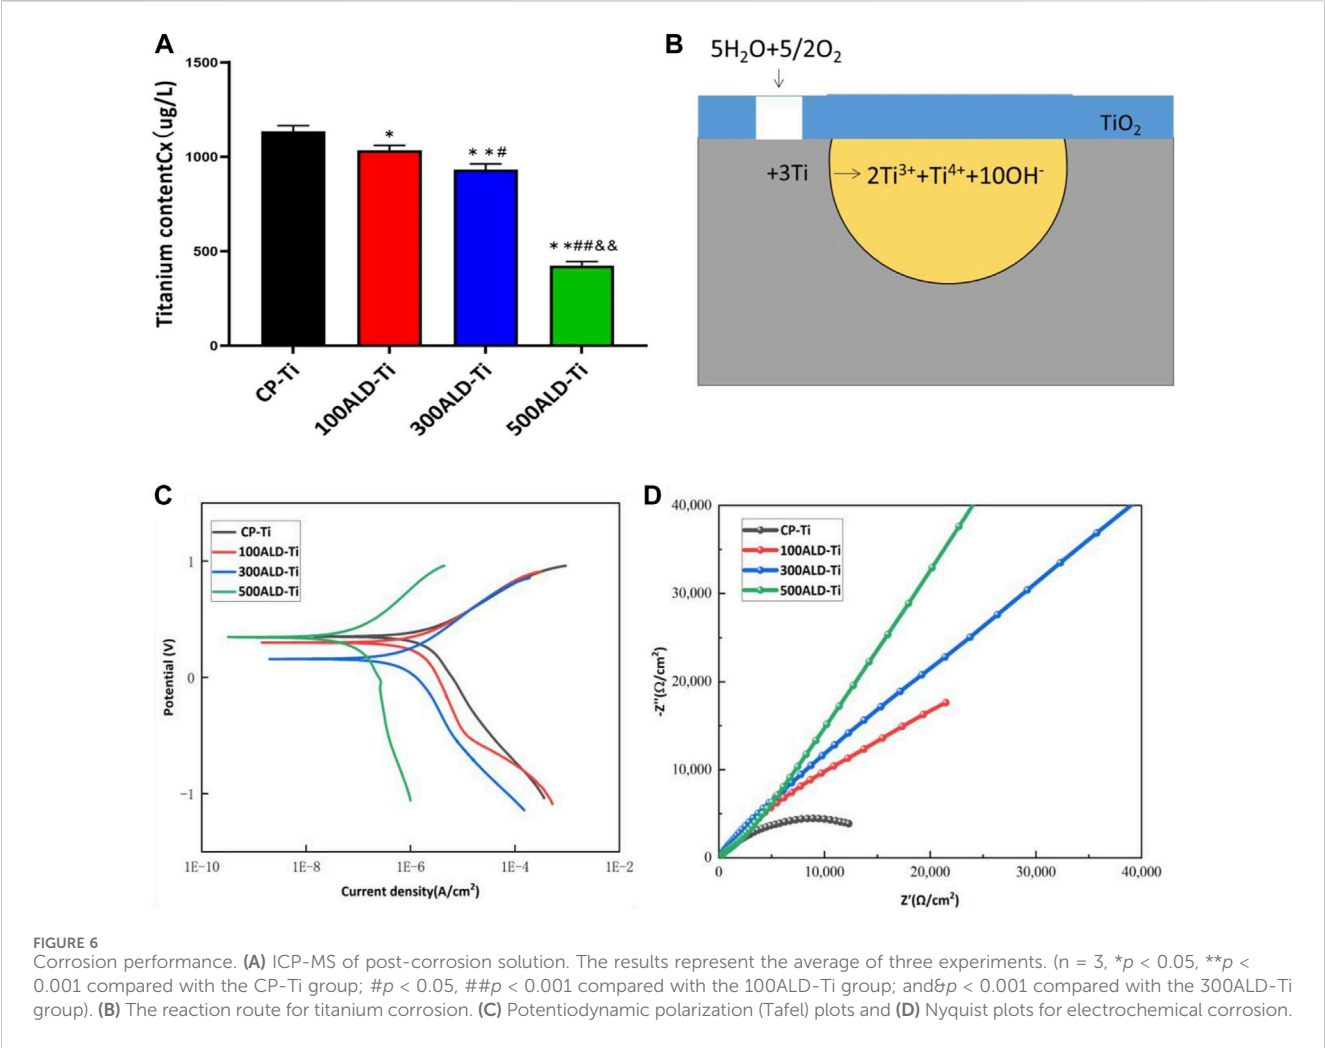 A
1500
1000
500
0
Titanium contentCx(ug/L)
*
**#
**##&&
CP-Ti
100ALD-Ti
300ALD-Ti
500ALD-Ti
B
5H₂O+5/2O₂
TiO₂
+3Ti
2Ti³⁺+Ti⁴⁺+10OH⁻
C
CP-Ti
100ALD-Ti
300ALD-Ti
500ALD-Ti
1
0
−1
Potential (V)
1E−10
1E−8
1E−6
1E−4
1E−2
Current density(A/cm²)
D
40,000
30,000
20,000
10,000
0
CP-Ti
100ALD-Ti
300ALD-Ti
500ALD-Ti
-Z''(Ω/cm²)
0
10,000
20,000
30,000
40,000
Z'(Ω/cm²)
FIGURE 6
Corrosion performance. (A) ICP-MS of post-corrosion solution. The results represent the average of three experiments. (n = 3, *p < 0.05, **p <
0.001 compared with the CP-Ti group; #p < 0.05, ##p < 0.001 compared with the 100ALD-Ti group; and&p < 0.001 compared with the 300ALD-Ti
group). (B) The reaction route for titanium corrosion. (C) Potentiodynamic polarization (Tafel) plots and (D) Nyquist plots for electrochemical corrosion.